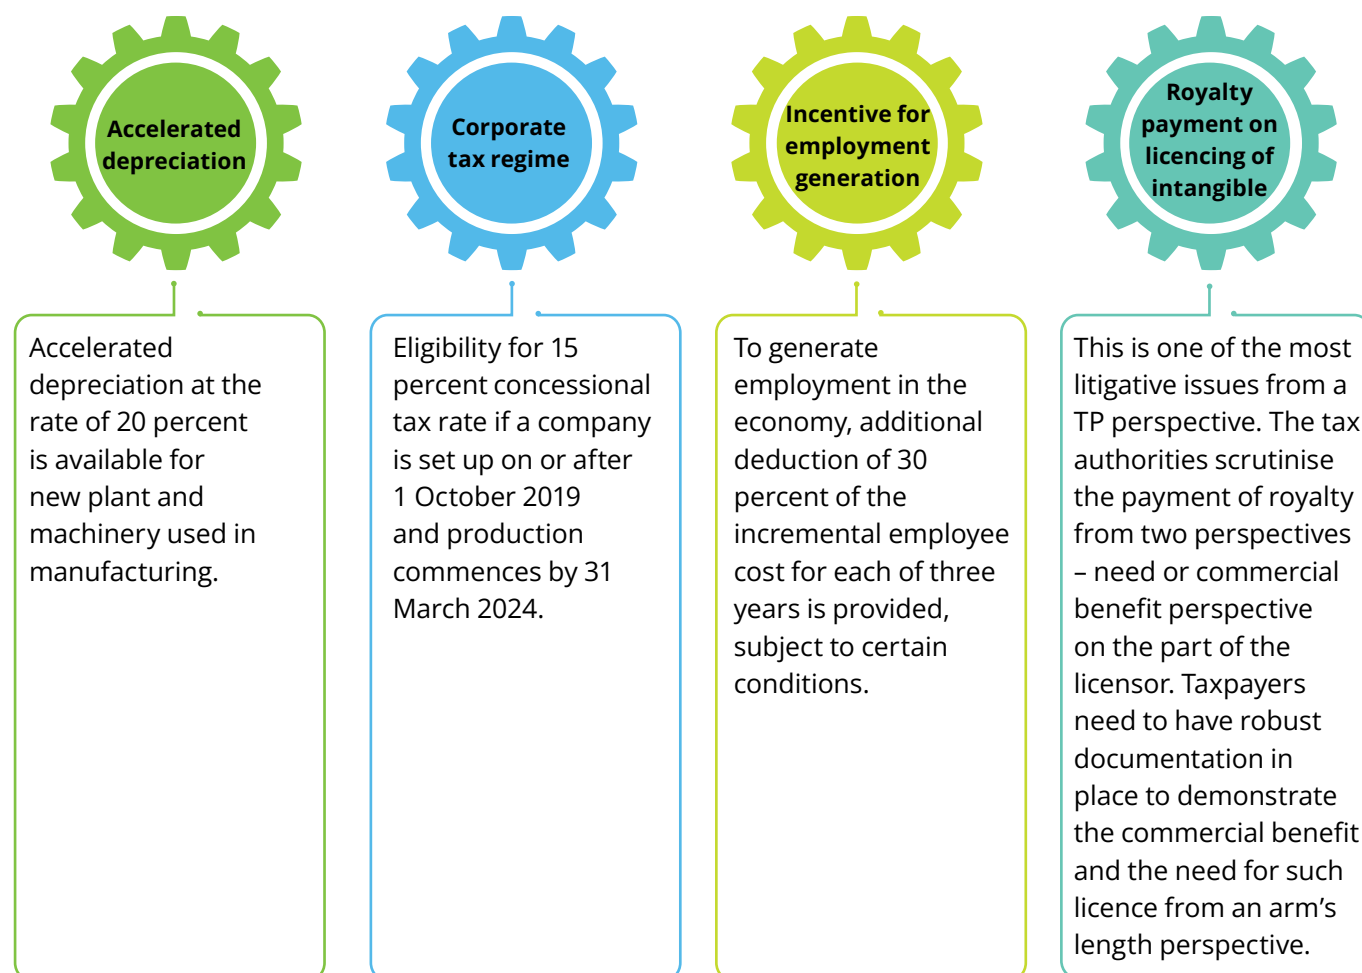 Accelerated
depreciation
Accelerated
depreciation at the
rate of 20 percent
is available for
new plant and
machinery used in
manufacturing.
Corporate
tax regime
Eligibility for 15
percent concessional
tax rate if a company
is set up on or after
1 October 2019
and production
commences by 31
March 2024.
Incentive for
employment
generation
To generate
employment in the
economy, additional
deduction of 30
percent of the
incremental employee
cost for each of three
years is provided,
subject to certain
conditions.
Royalty
payment on
licencing of
intangible
This is one of the most
litigative issues from a
TP perspective. The tax
authorities scrutinise
the payment of royalty
from two perspectives
– need or commercial
benefit perspective
on the part of the
licensor. Taxpayers
need to have robust
documentation in
place to demonstrate
the commercial benefit
and the need for such
licence from an arm’s
length perspective.